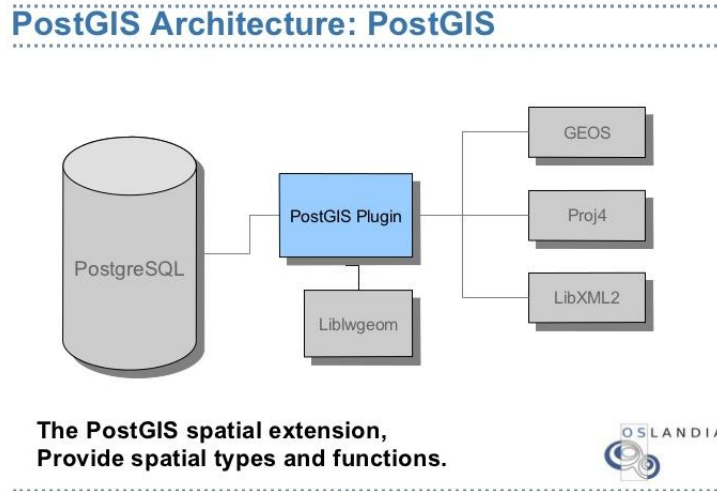 PostGIS Architecture: PostGIS
GEOS
PostgreSQL
PostGIS Plugin
Proj4
Liblwgeom
LibXML2
The PostGIS spatial extension,
Provide spatial types and functions.
OSLANDIA